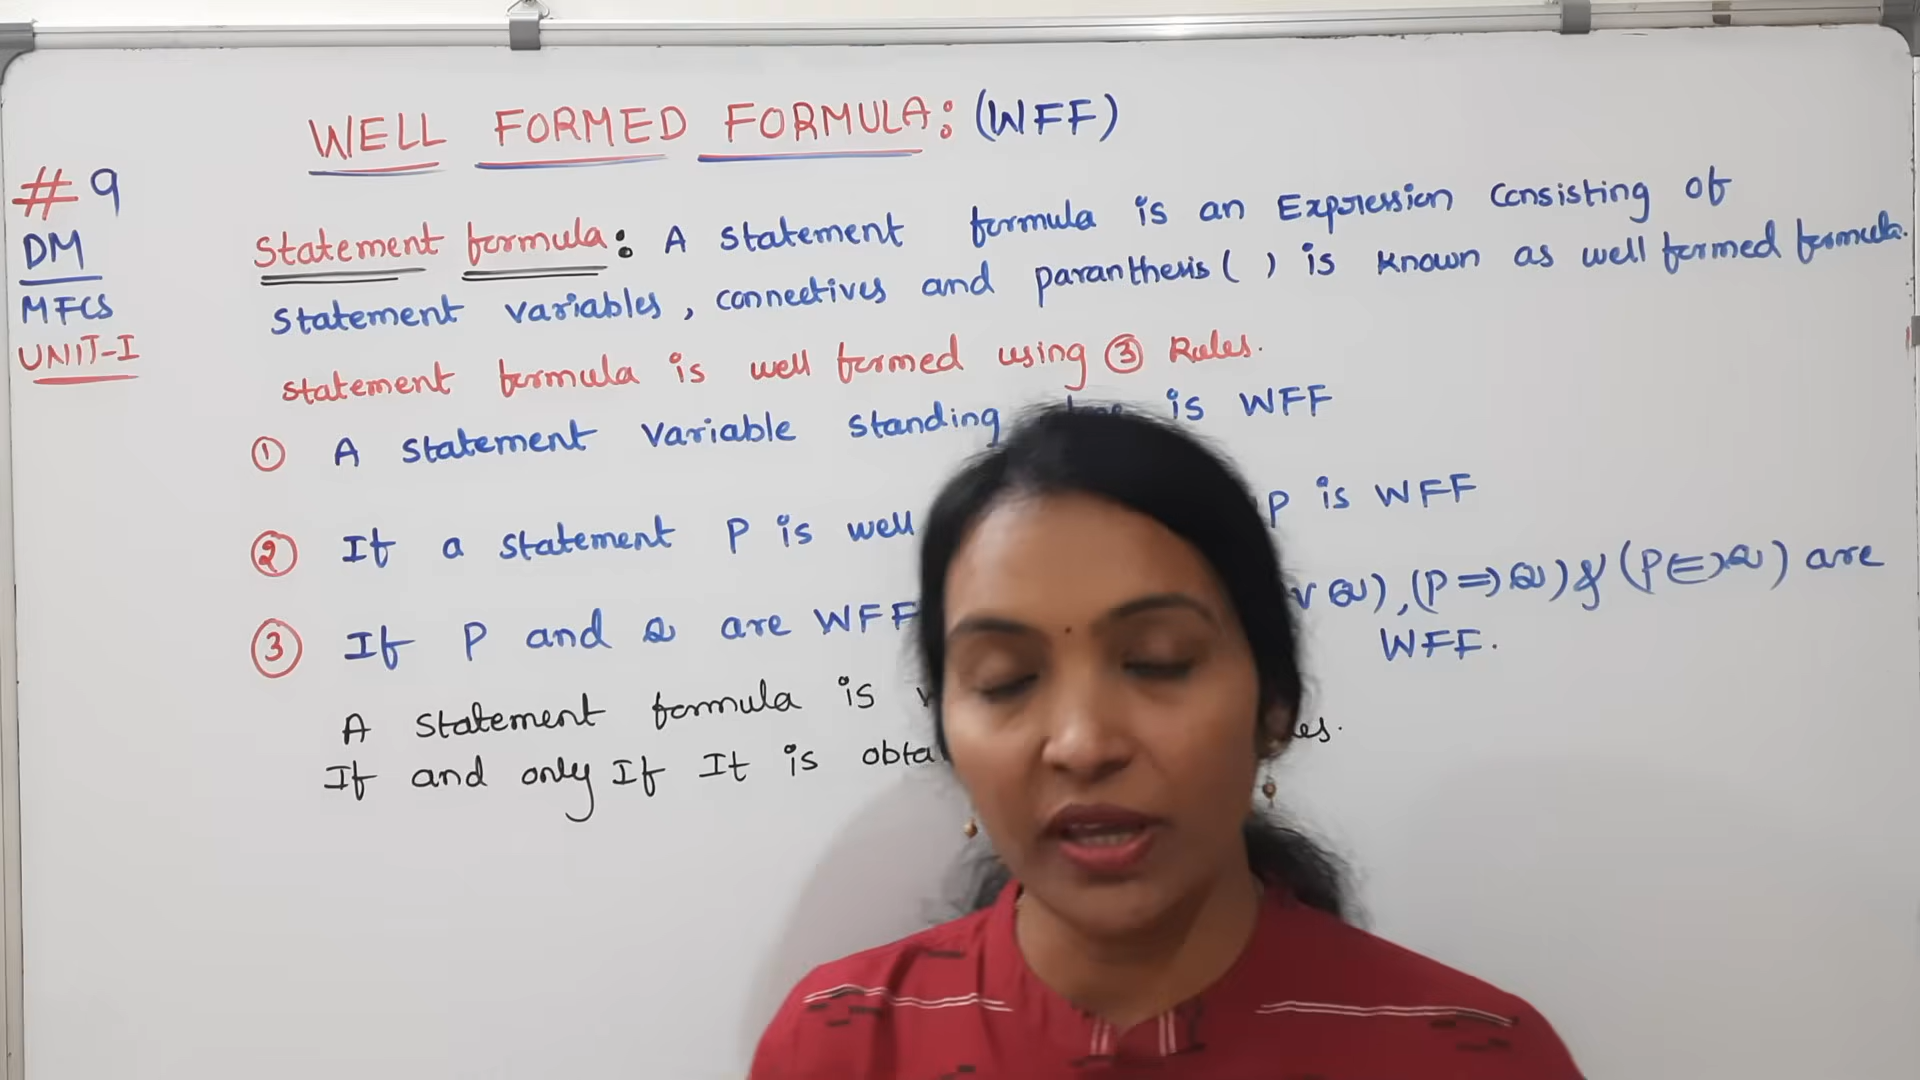 WELL FORMED FORMULA: (WFF)
#9
DM
MFCS
UNIT-I
Statement formula: A statement formula is an Expression consisting of
statement variables, connectives and paranthesis ( ) is known as well formed formula.
statement formula is well formed using ③ Rules.
① A statement variable standing is WFF
② If a statement P is well P is WFF
③ If P and Q are WFF ∨ Q), (P ⇒ Q) & (P ⇔ Q) are
WFF.
A statement formula is
If and only If It is